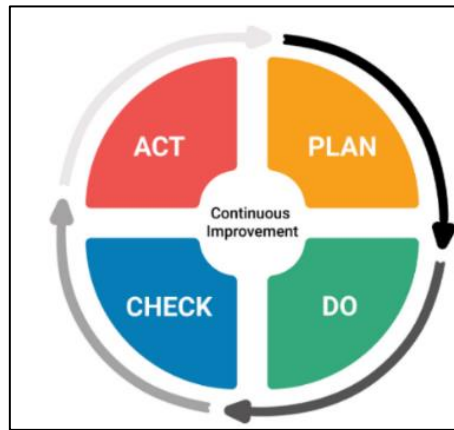 ACT
PLAN
Continuous
Improvement
CHECK
DO